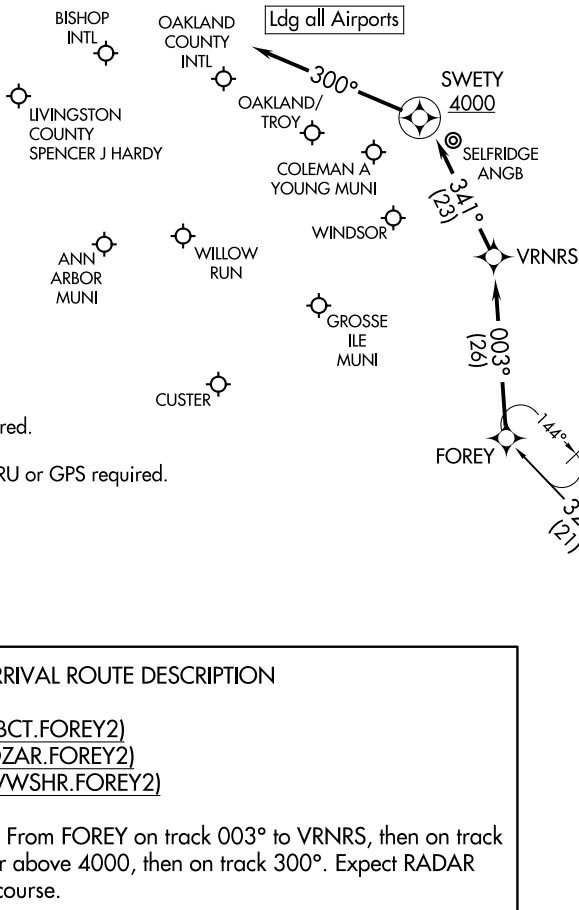 BISHOP
INTL
OAKLAND
COUNTY
INTL
Ldg all Airports
300°
SWETY
4000
LIVINGSTON
COUNTY
SPENCER J HARDY
OAKLAND/
TROY
SELFRIDGE
ANGB
COLEMAN A
YOUNG MUNI
341°
(23)
WINDSOR
VRNRS
ANN
ARBOR
MUNI
WILLOW
RUN
GROSSE
ILE
MUNI
003°
(26)
CUSTER
144°
FOREY
(21)
red.
RU or GPS required.
RRIVAL ROUTE DESCRIPTION
BCT.FOREY2)
OZAR.FOREY2)
WSHR.FOREY2)
From FOREY on track 003° to VRNRS, then on track
r above 4000, then on track 300°. Expect RADAR
course.